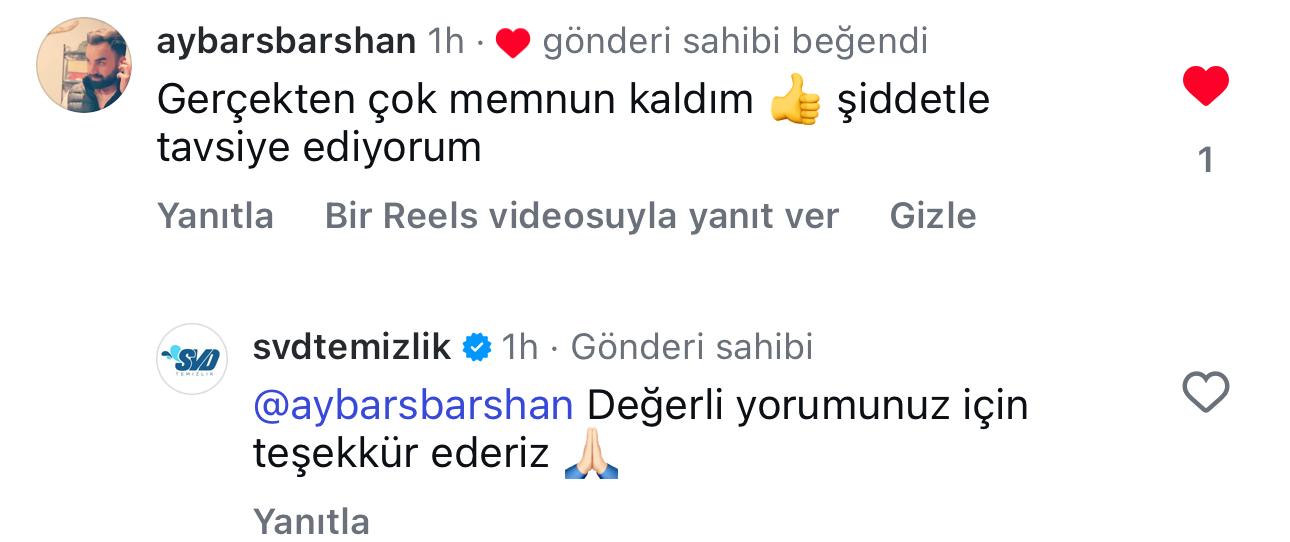 aybarsbarshan 1h · ❤️ gönderi sahibi beğendi
Gerçekten çok memnun kaldım 👍 şiddetle
tavsiye ediyorum
1
Yanıtla Bir Reels videosuyla yanıt ver Gizle
SVD
TEMİZLİK
svdtemizlik 1h · Gönderi sahibi
@aybarsbarshan Değerli yorumunuz için
teşekkür ederiz 🙏🏻
Yanıtla